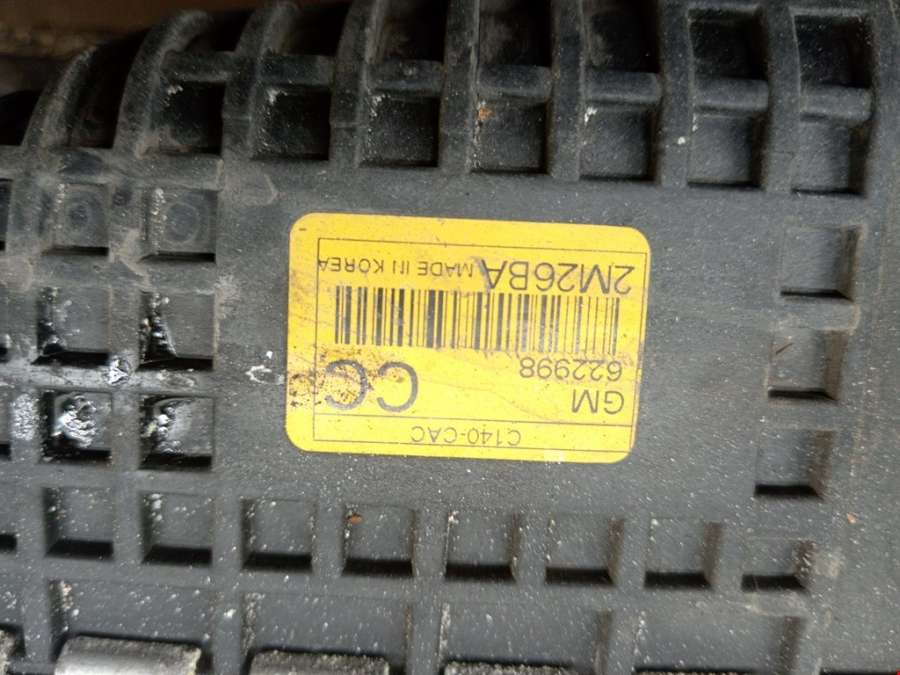 C140-CAC
GM CC
622998
2M26BA MADE IN KOREA